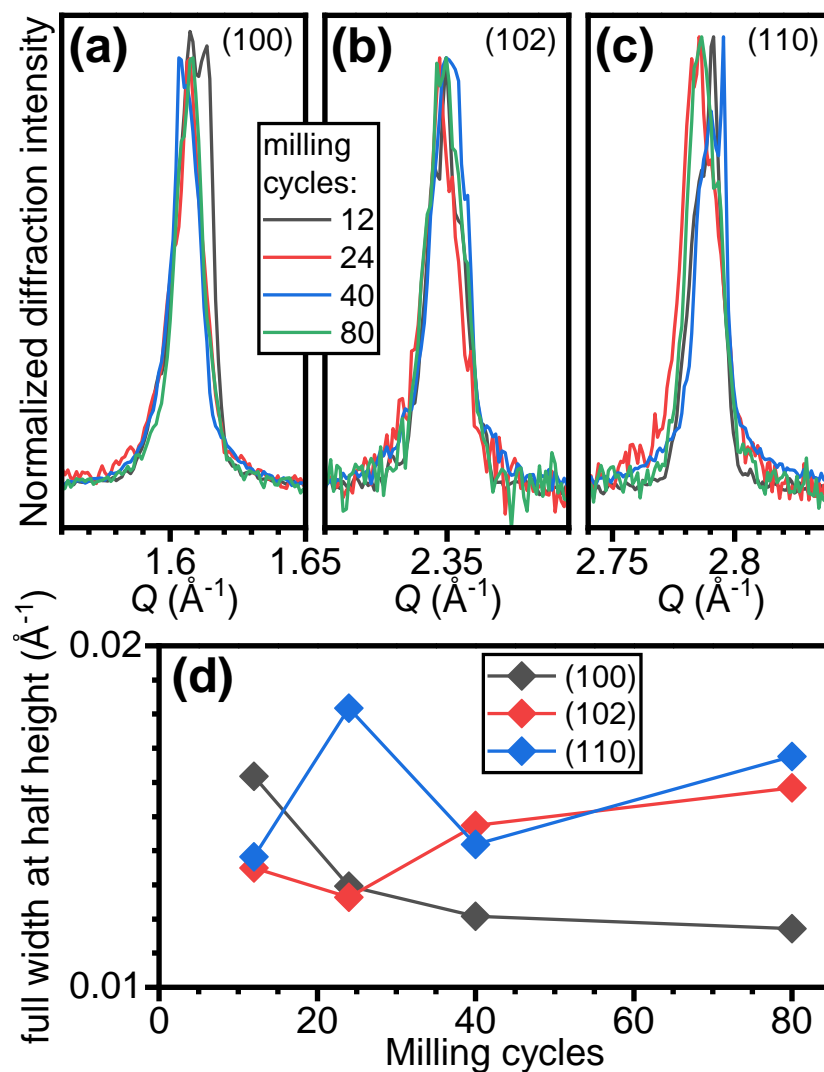 (a) (100)
(b) (102)
(c) (110)
Normalized diffraction intensity
milling
cycles:
12
24
40
80
1.6 1.65
2.35
2.75 2.8
Q (Å-1)
Q (Å-1)
Q (Å-1)
(d)
full width at half height (Å-1)
0.02
0.01
(100)
(102)
(110)
0 20 40 60 80
Milling cycles